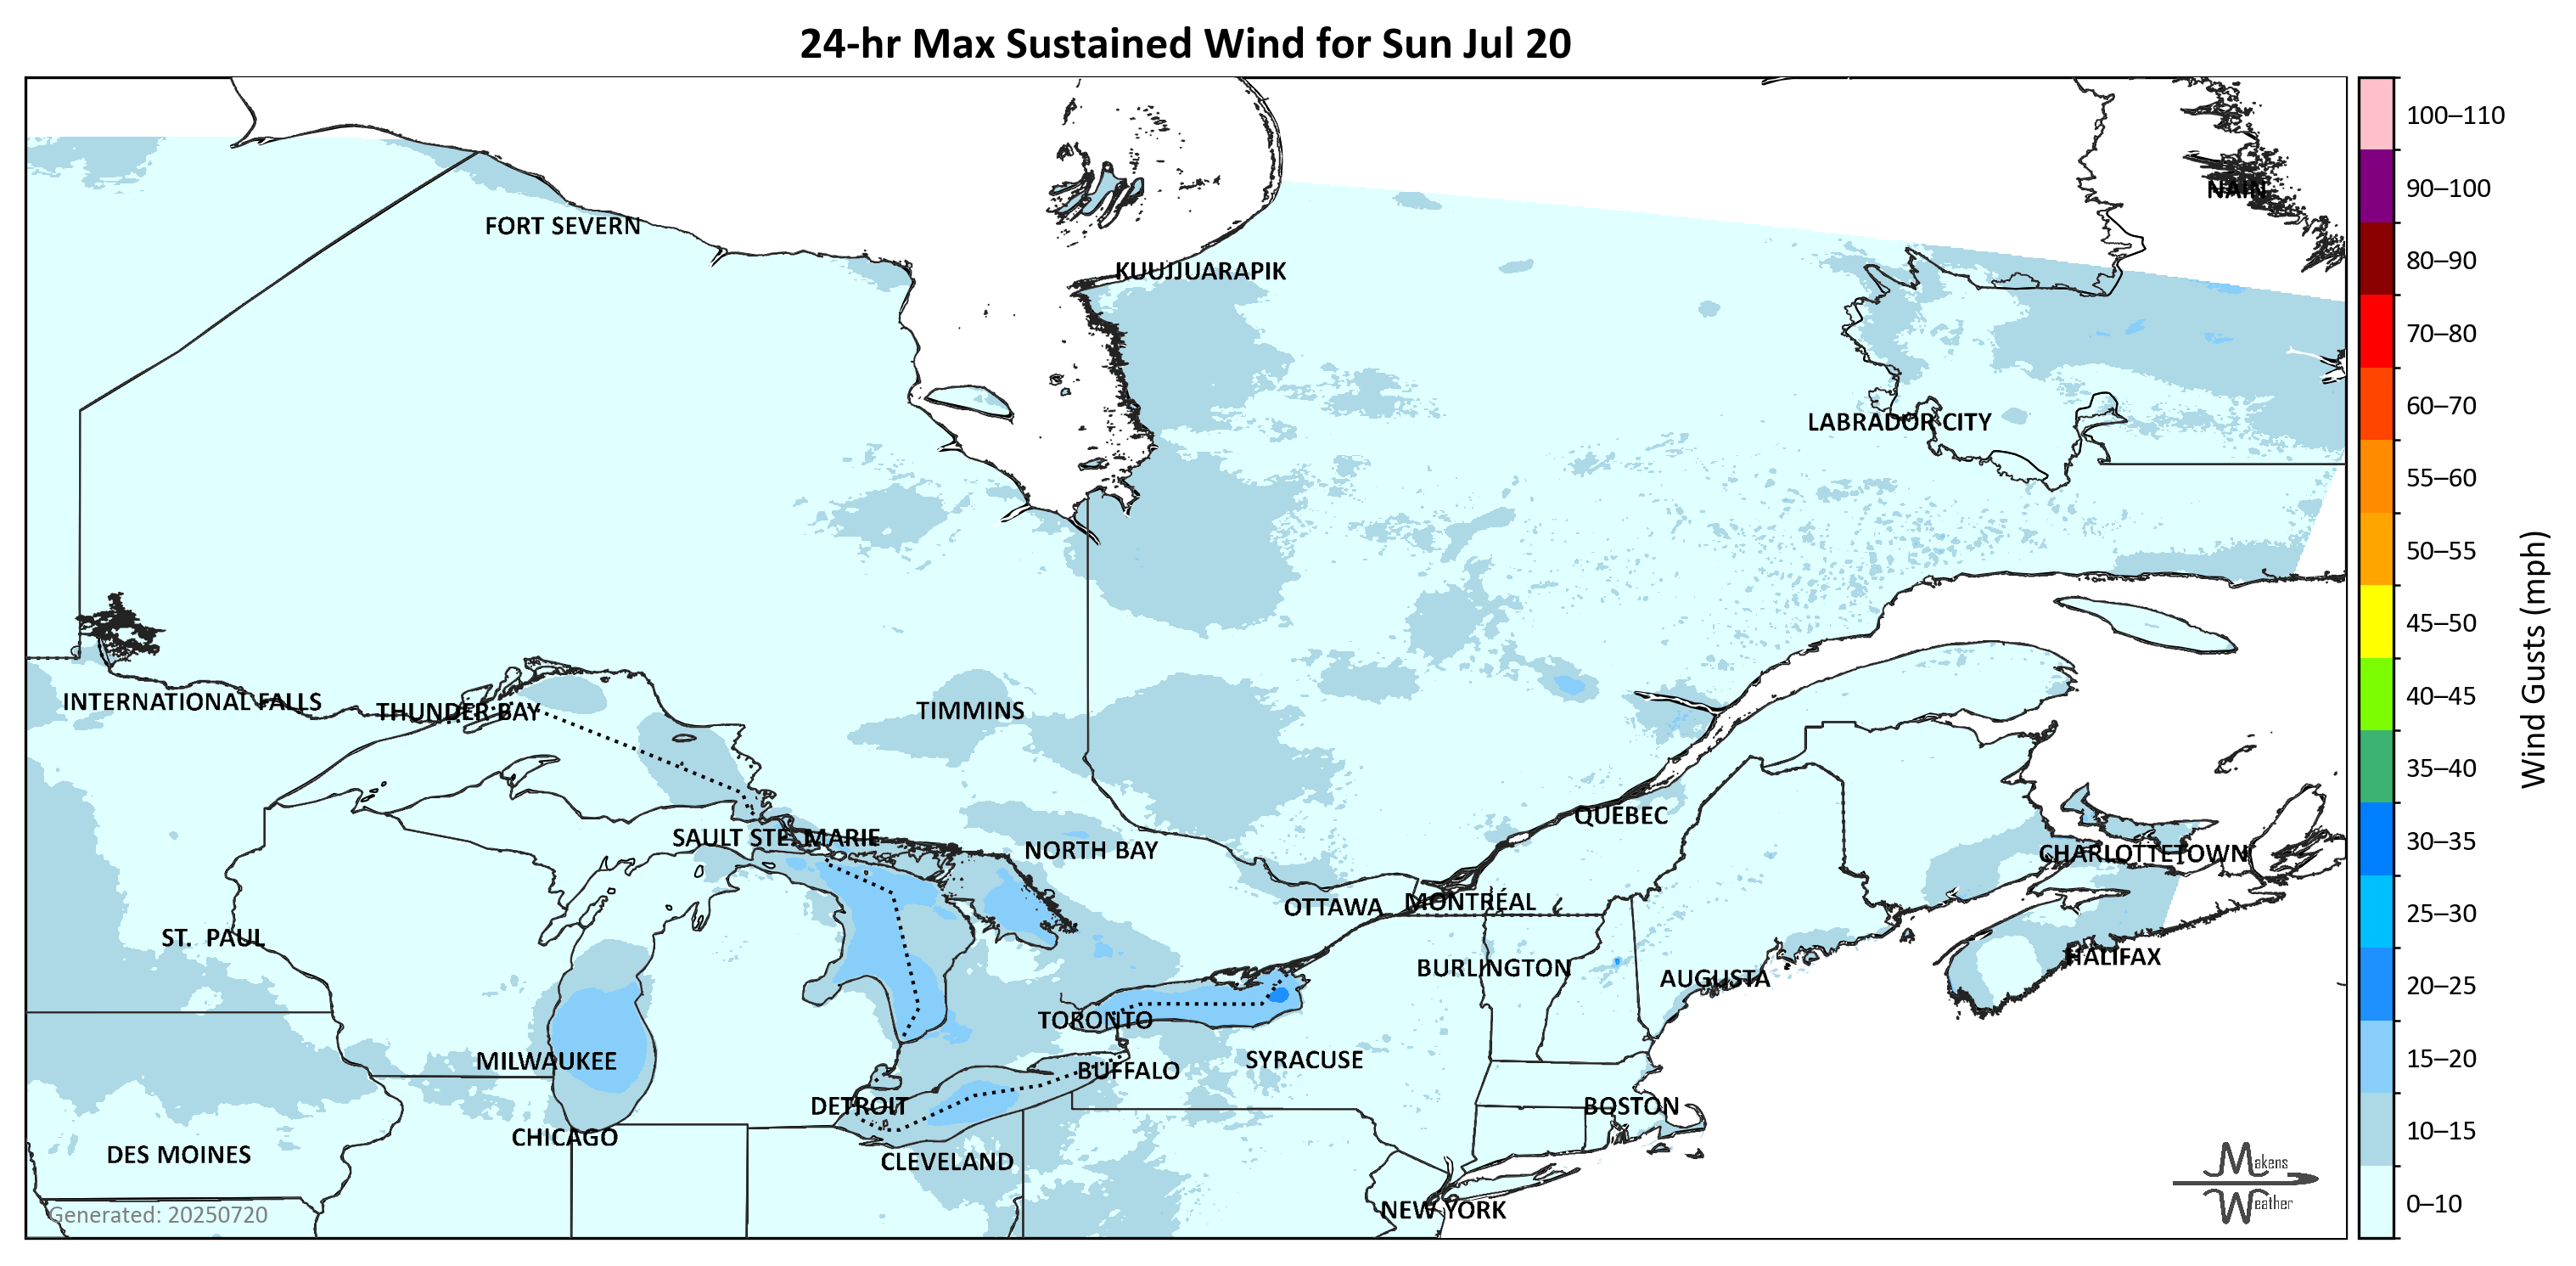 24-hr Max Sustained Wind for Sun Jul 20
100–110
90–100
80–90
70–80
60–70
55–60
50–55
45–50
40–45
35–40
30–35
25–30
20–25
15–20
10–15
0–10
Wind Gusts (mph)
NAIN
FORT SEVERN
KUUJJUARAPIK
LABRADOR CITY
INTERNATIONAL FALLS
THUNDER BAY
TIMMINS
SAULT STE. MARIE
NORTH BAY
QUEBEC
CHARLOTTETOWN
OTTAWA
MONTRÉAL
ST. PAUL
BURLINGTON
AUGUSTA
HALIFAX
TORONTO
MILWAUKEE
BUFFALO
SYRACUSE
DETROIT
BOSTON
CHICAGO
DES MOINES
CLEVELAND
NEW YORK
Generated: 20250720
Makens
Weather